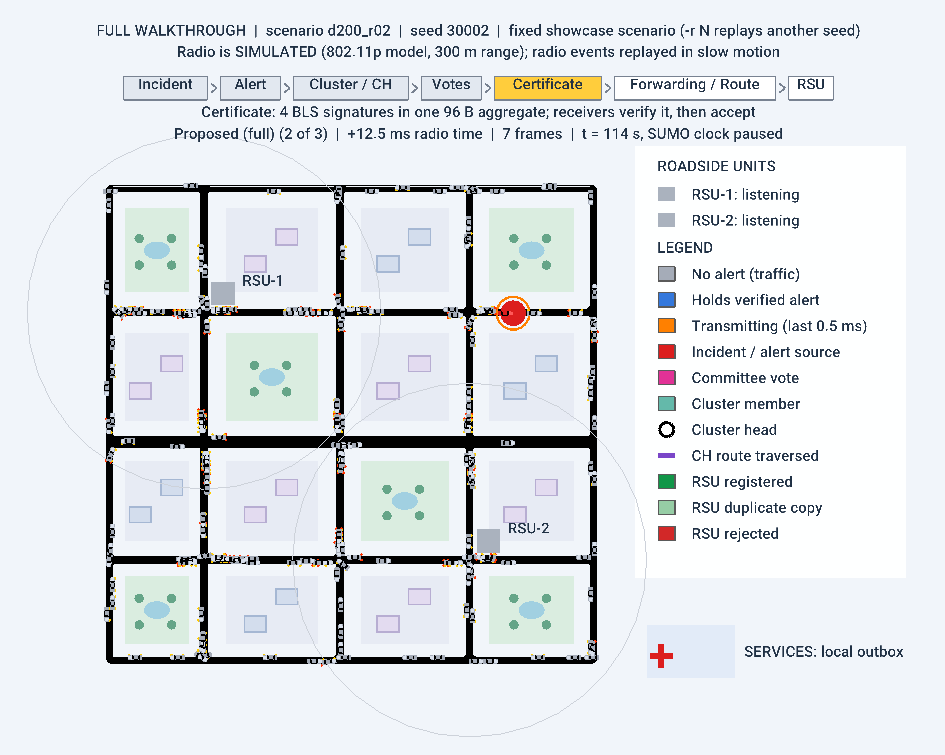 FULL WALKTHROUGH | scenario d200_r02 | seed 30002 | fixed showcase scenario (-r N replays another seed)
Radio is SIMULATED (802.11p model, 300 m range); radio events replayed in slow motion
Incident > Alert > Cluster / CH > Votes > Certificate > Forwarding / Route > RSU
Certificate: 4 BLS signatures in one 96 B aggregate; receivers verify it, then accept
Proposed (full) (2 of 3) | +12.5 ms radio time | 7 frames | t = 114 s, SUMO clock paused
RSU-1
RSU-2
ROADSIDE UNITS
RSU-1: listening
RSU-2: listening
LEGEND
No alert (traffic)
Holds verified alert
Transmitting (last 0.5 ms)
Incident / alert source
Committee vote
Cluster member
Cluster head
CH route traversed
RSU registered
RSU duplicate copy
RSU rejected
SERVICES: local outbox